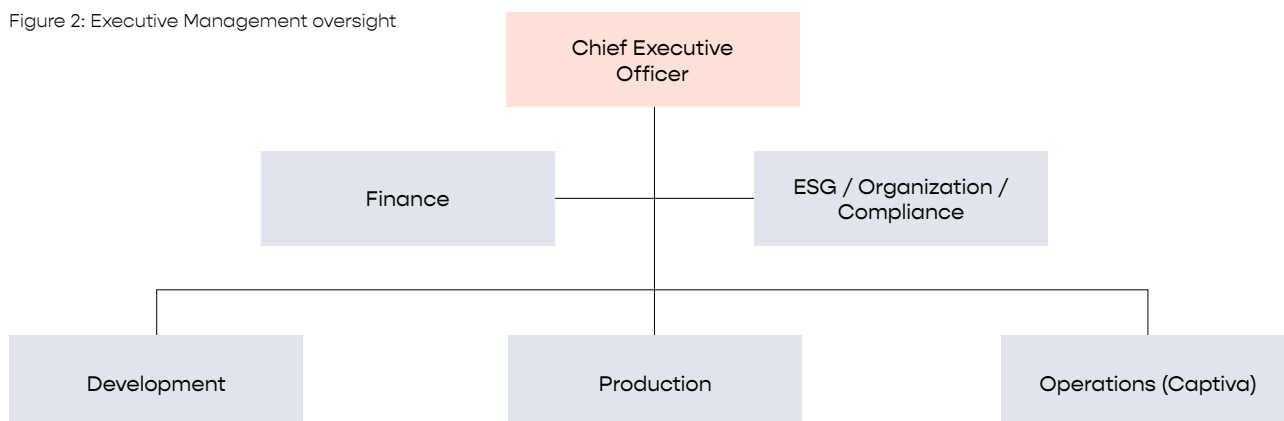 Figure 2: Executive Management oversight
Chief Executive
Officer
Finance
ESG / Organization /
Compliance
Development
Production
Operations (Captiva)